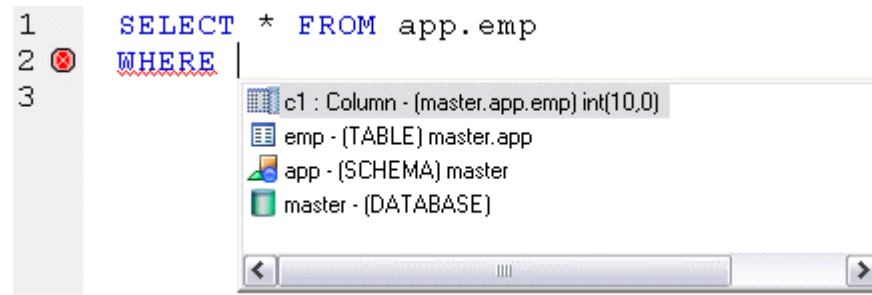 1 SELECT * FROM app.emp
2 WHERE
3
c1 : Column - (master.app.emp) int(10,0)
emp - (TABLE) master.app
app - (SCHEMA) master
master - (DATABASE)